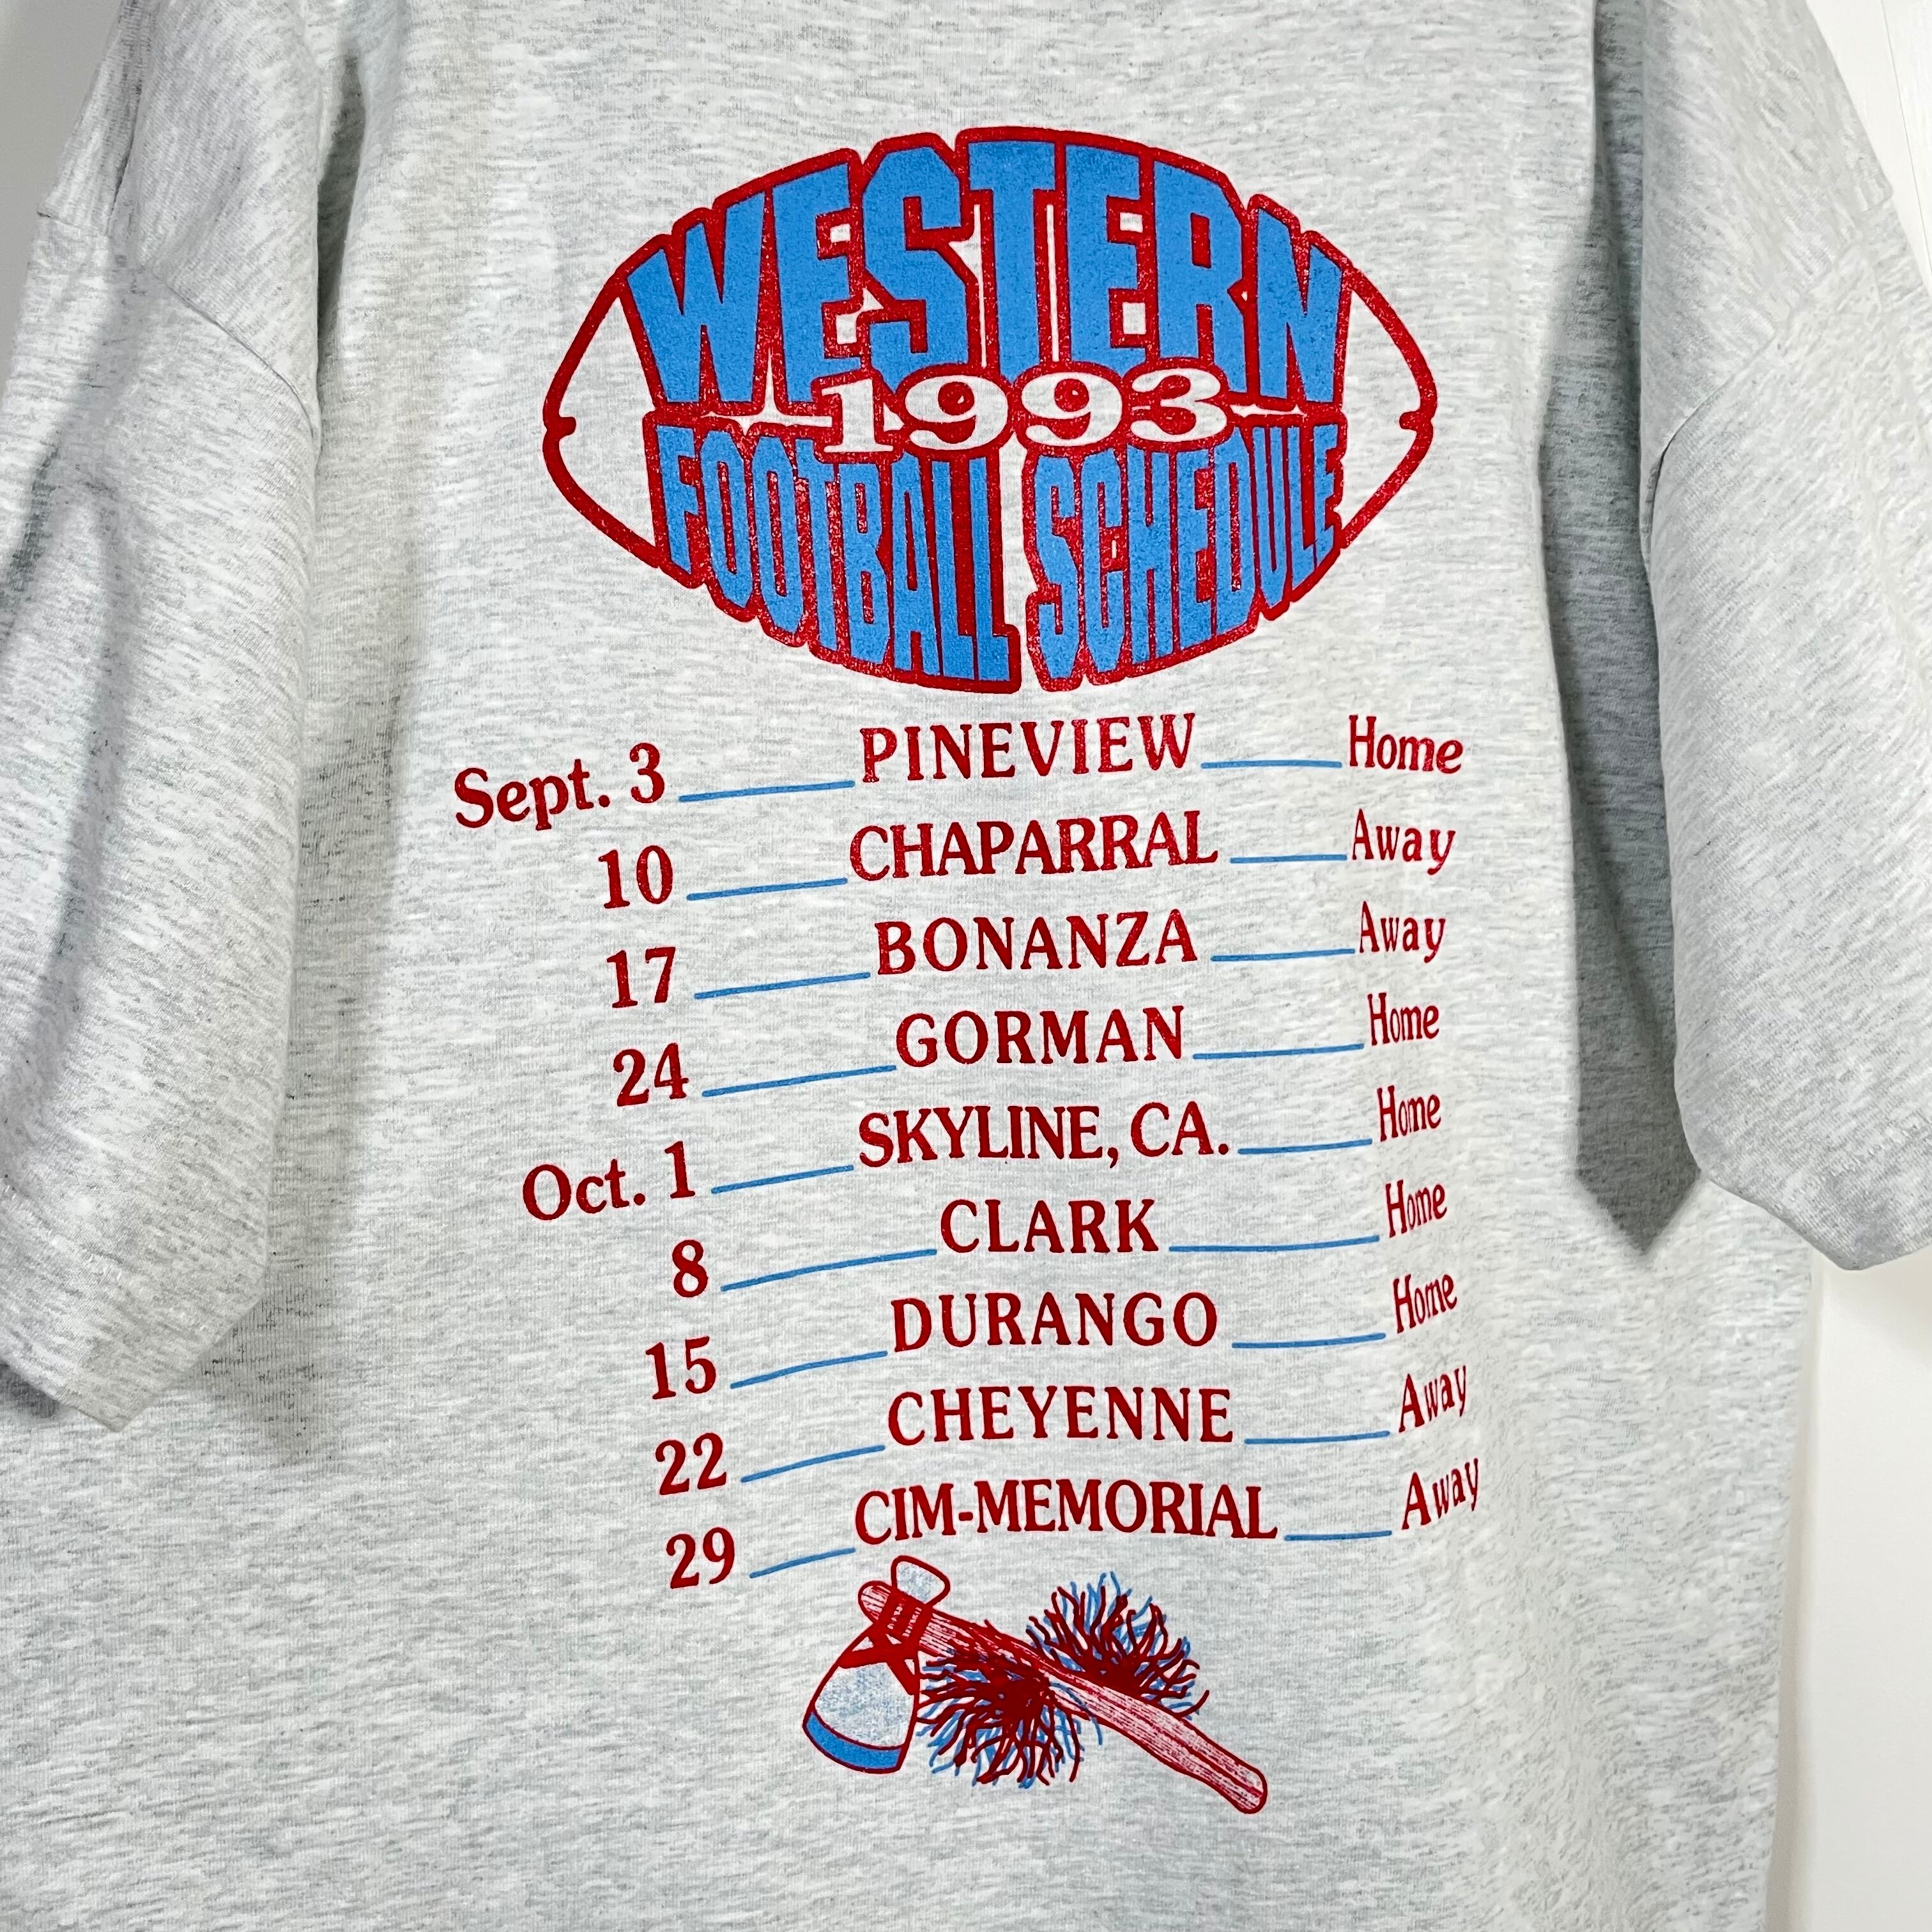 WESTERN
1993
FOOTBALL SCHEDULE
Sept. 3 PINEVIEW Home
10 CHAPARRAL Away
17 BONANZA Away
24 GORMAN Home
Oct. 1 SKYLINE, CA. Home
8 CLARK Home
15 DURANGO Home
22 CHEYENNE Away
29 CIM-MEMORIAL Away